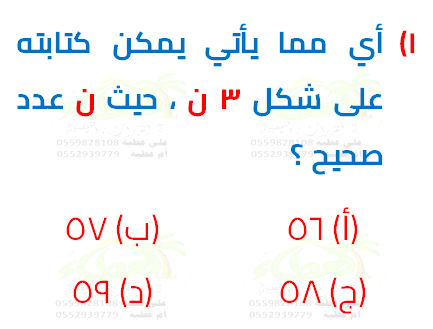 ١) أي مما يأتي يمكن كتابته
على شكل ٣ ن ، حيث ن عدد
صحيح ؟
علي عطيه 0559828108
ام عطيه 0552939779
علي عطيه 0559828108
ام عطيه 0552939779
(أ) ٥٦
(ب) ٥٧
(ج) ٥٨
(د) ٥٩
علي عطيه 0559828108
ام عطيه 0552939779
علي عطيه 0559828108
ام عطيه 0552939779